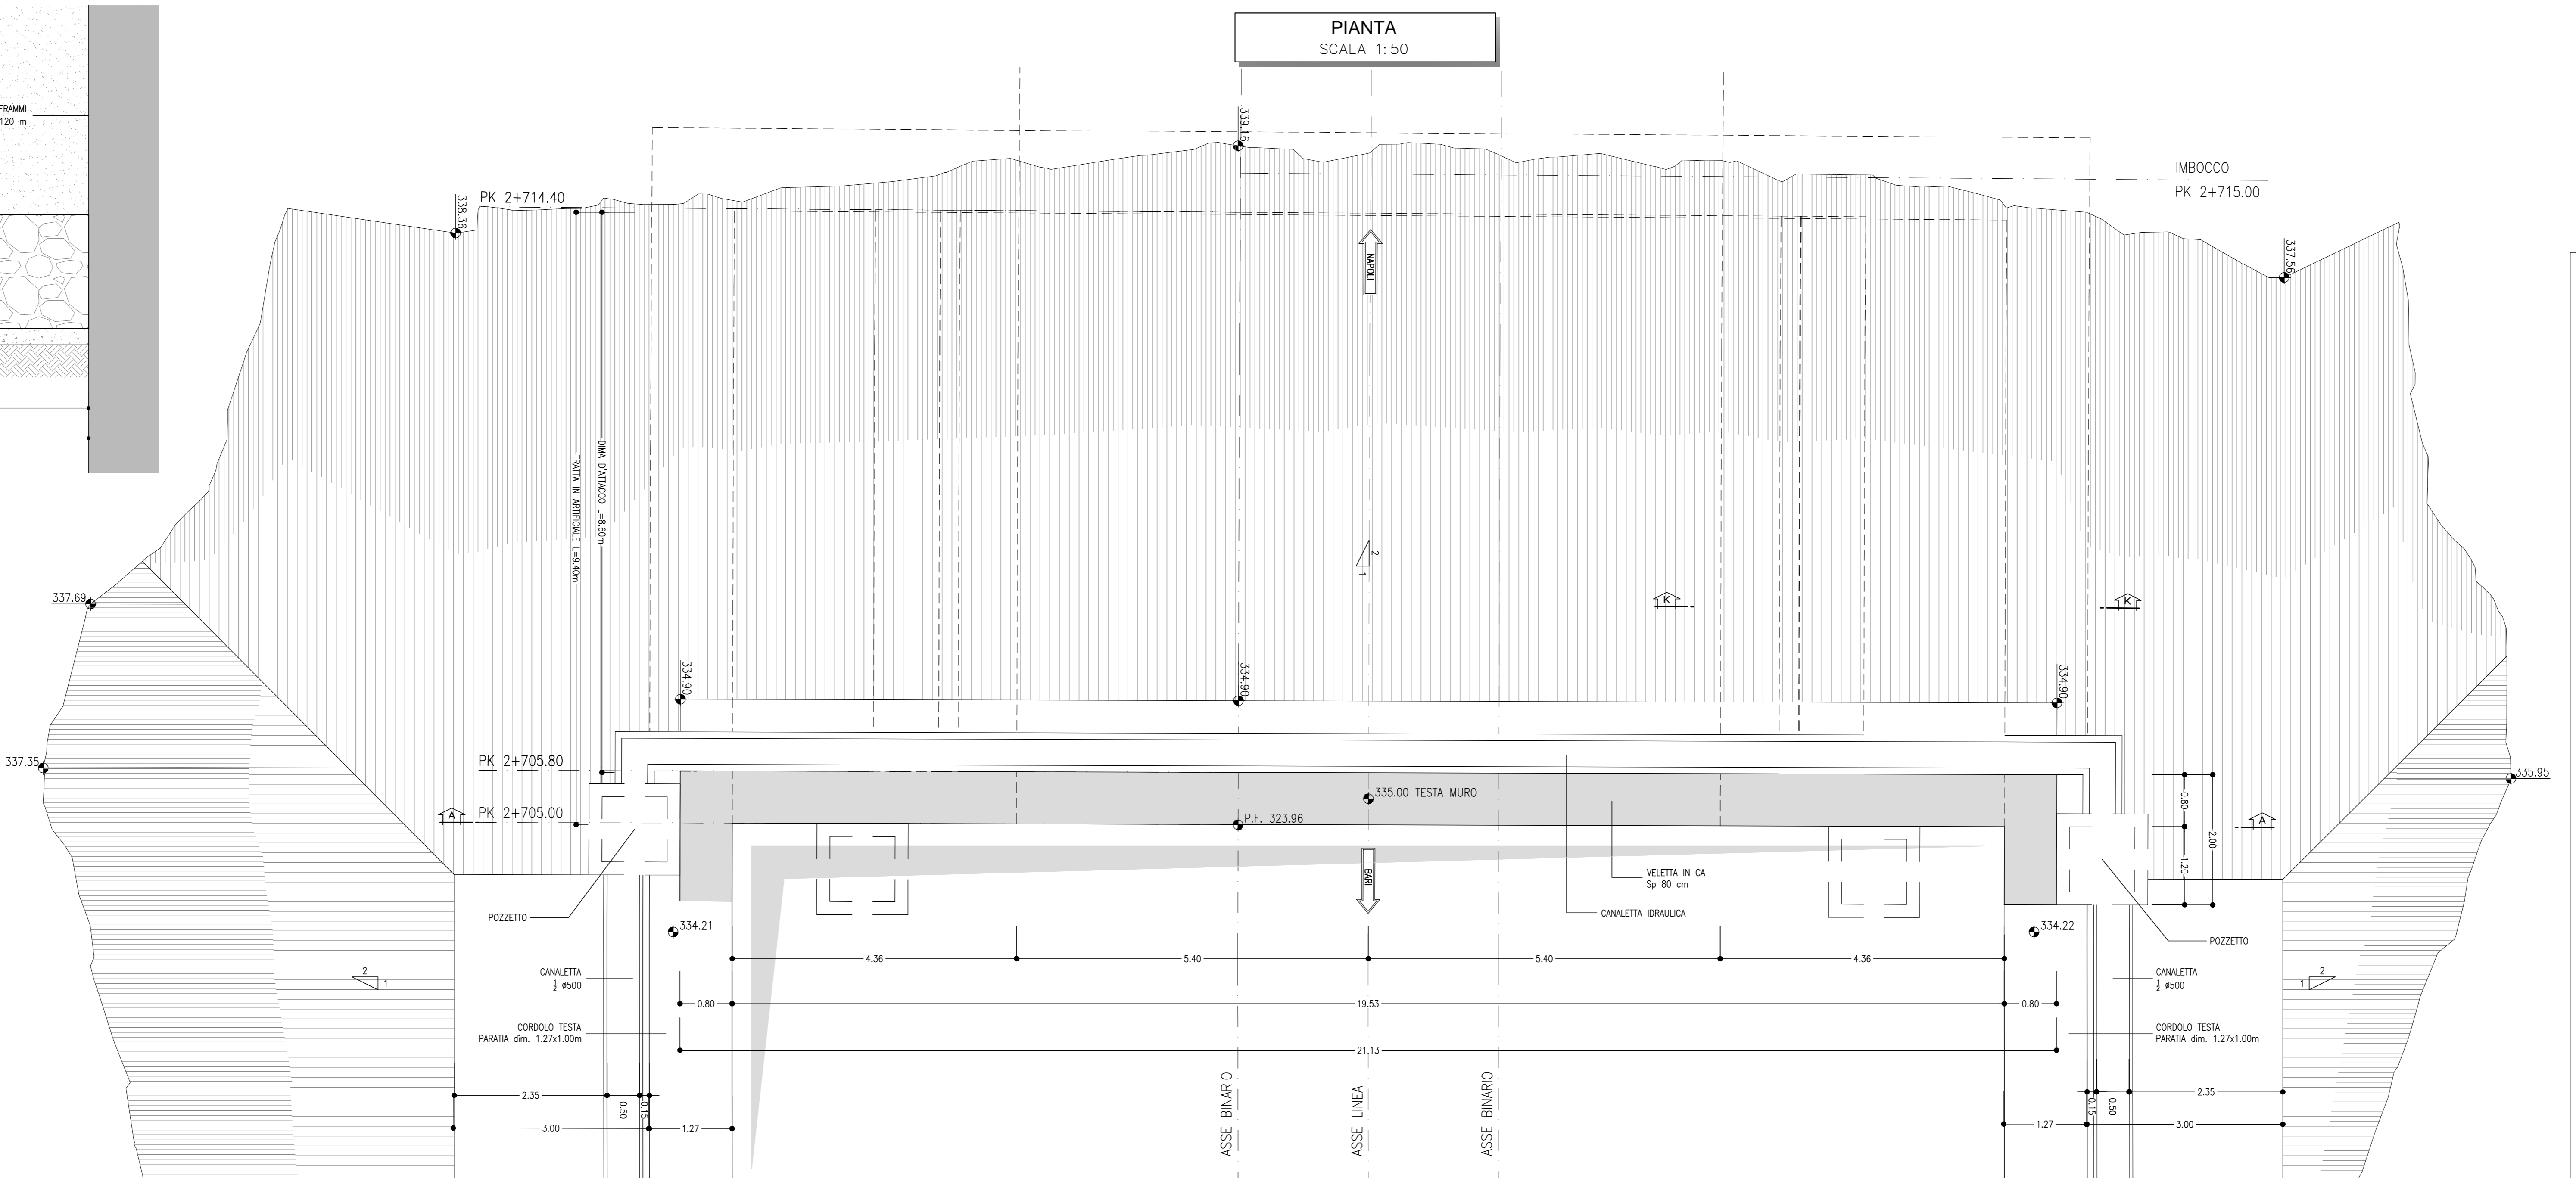 PIANTA
SCALA 1:50
FRAMMI
120 m
339.16
338.36
PK 2+714.40
IMBOCCO
PK 2+715.00
337.56
NAPOLI
TRATTA IN ARTIFICIALE L=9.40m
DIMA D'ATTACCO L=8.60m
2
1
K
K
337.69
334.90
334.90
334.90
337.35
PK 2+705.80
335.95
335.00 TESTA MURO
0.80
2.00
1.20
A
PK 2+705.00
P.F. 323.96
A
BARI
VELETTA IN CA
Sp 80 cm
CANALETTA IDRAULICA
POZZETTO
334.21
334.22
POZZETTO
4.36
5.40
5.40
4.36
2
1
CANALETTA
½ ø500
CANALETTA
½ ø500
2
1
0.80
19.53
0.80
CORDOLO TESTA
PARATIA dim. 1.27x1.00m
CORDOLO TESTA
PARATIA dim. 1.27x1.00m
21.13
ASSE BINARIO
ASSE LINEA
ASSE BINARIO
2.35
0.50
0.15
0.15
0.50
2.35
3.00
1.27
1.27
3.00